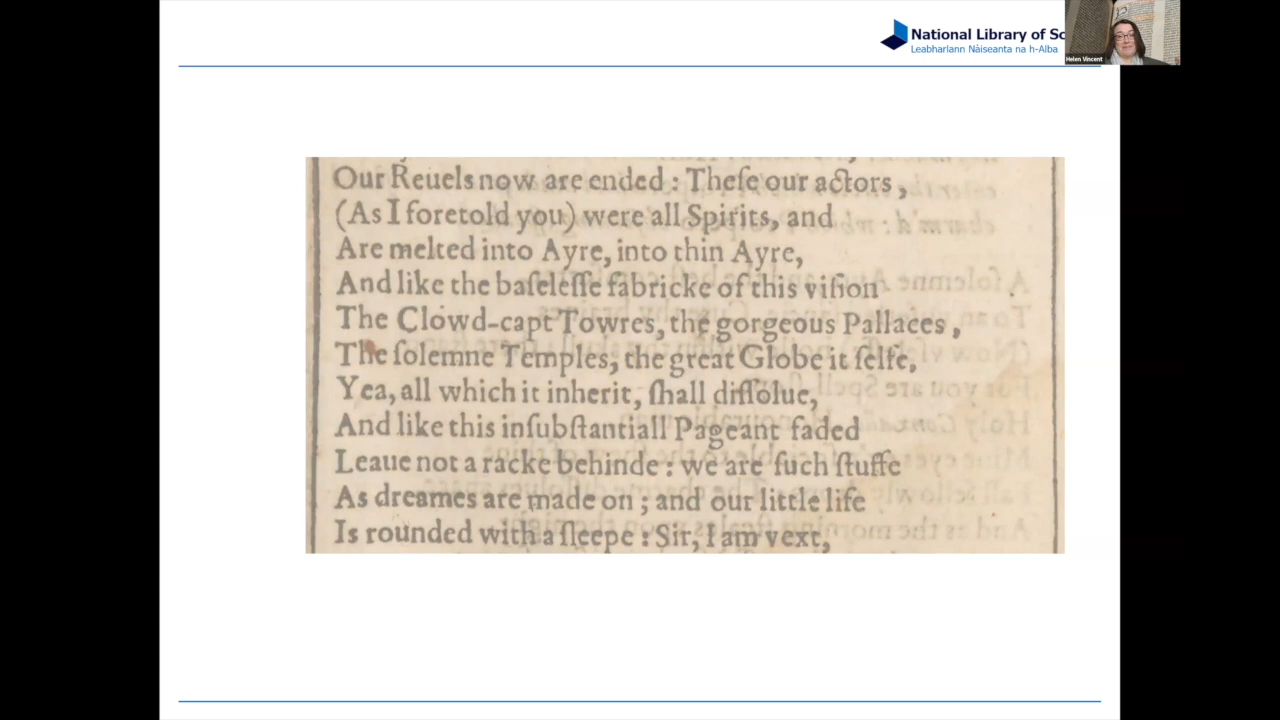 National Library of Sc
Leabharlann Nàiseanta na h-Alba
Helen Vincent
Our Reuels now are ended : Theſe our actors ,
(As I foretold you) were all Spirits, and
Are melted into Ayre, into thin Ayre,
And like the baſeleſſe fabricke of this viſion
The Clowd-capt Towres, the gorgeous Pallaces ,
The ſolemne Temples, the great Globe it ſelfe,
Yea, all which it inherit, ſhall diſſolue,
And like this inſubſtantiall Pageant faded
Leaue not a racke behinde : we are ſuch ſtuffe
As dreames are made on ; and our little life
Is rounded with a ſleepe : Sir, I am vext,